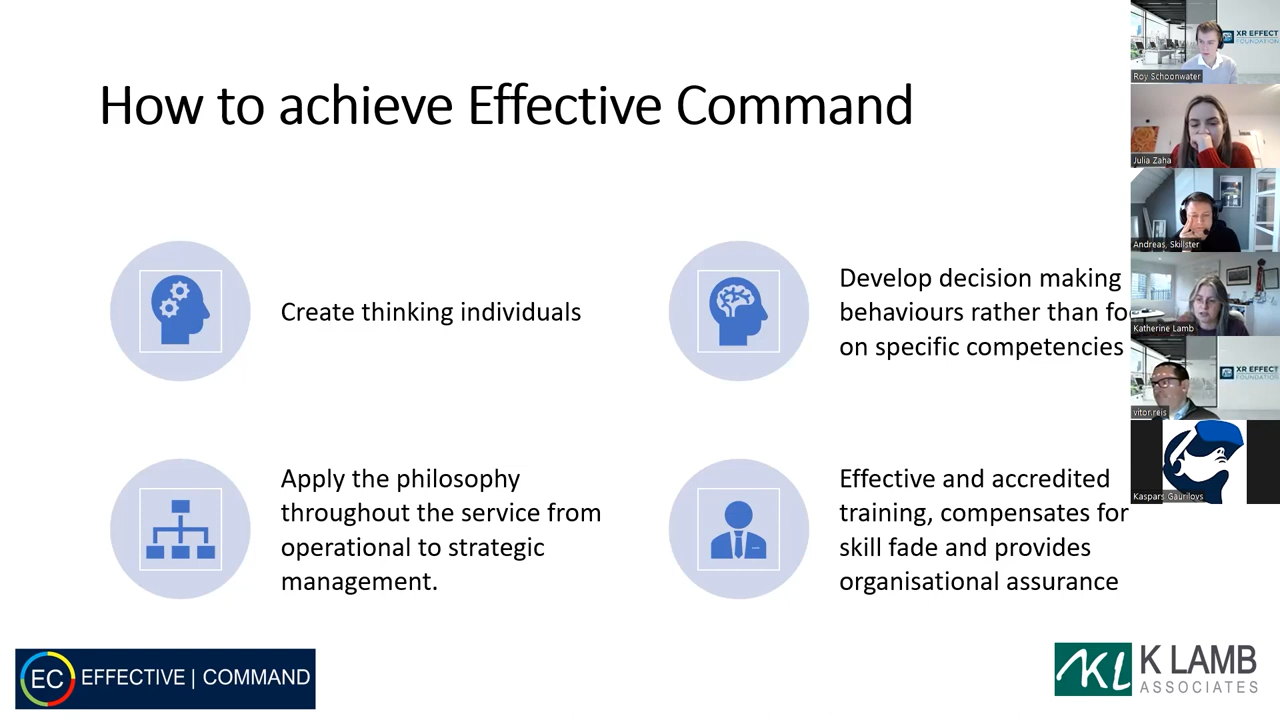 How to achieve Effective Command
Create thinking individuals
Develop decision making
behaviours rather than fo
on specific competencies
Apply the philosophy
throughout the service from
operational to strategic
management.
Effective and accredited
training, compensates for
skill fade and provides
organisational assurance
EC EFFECTIVE | COMMAND
KL K LAMB
ASSOCIATES
XR EFFECT
FOUNDATION
Roy Schoonwater
Julia Zaha
Andreas, Skillster
Katherine Lamb
XR EFFECT
FOUNDATION
vitor.reis
Kaspars Gaurilovs